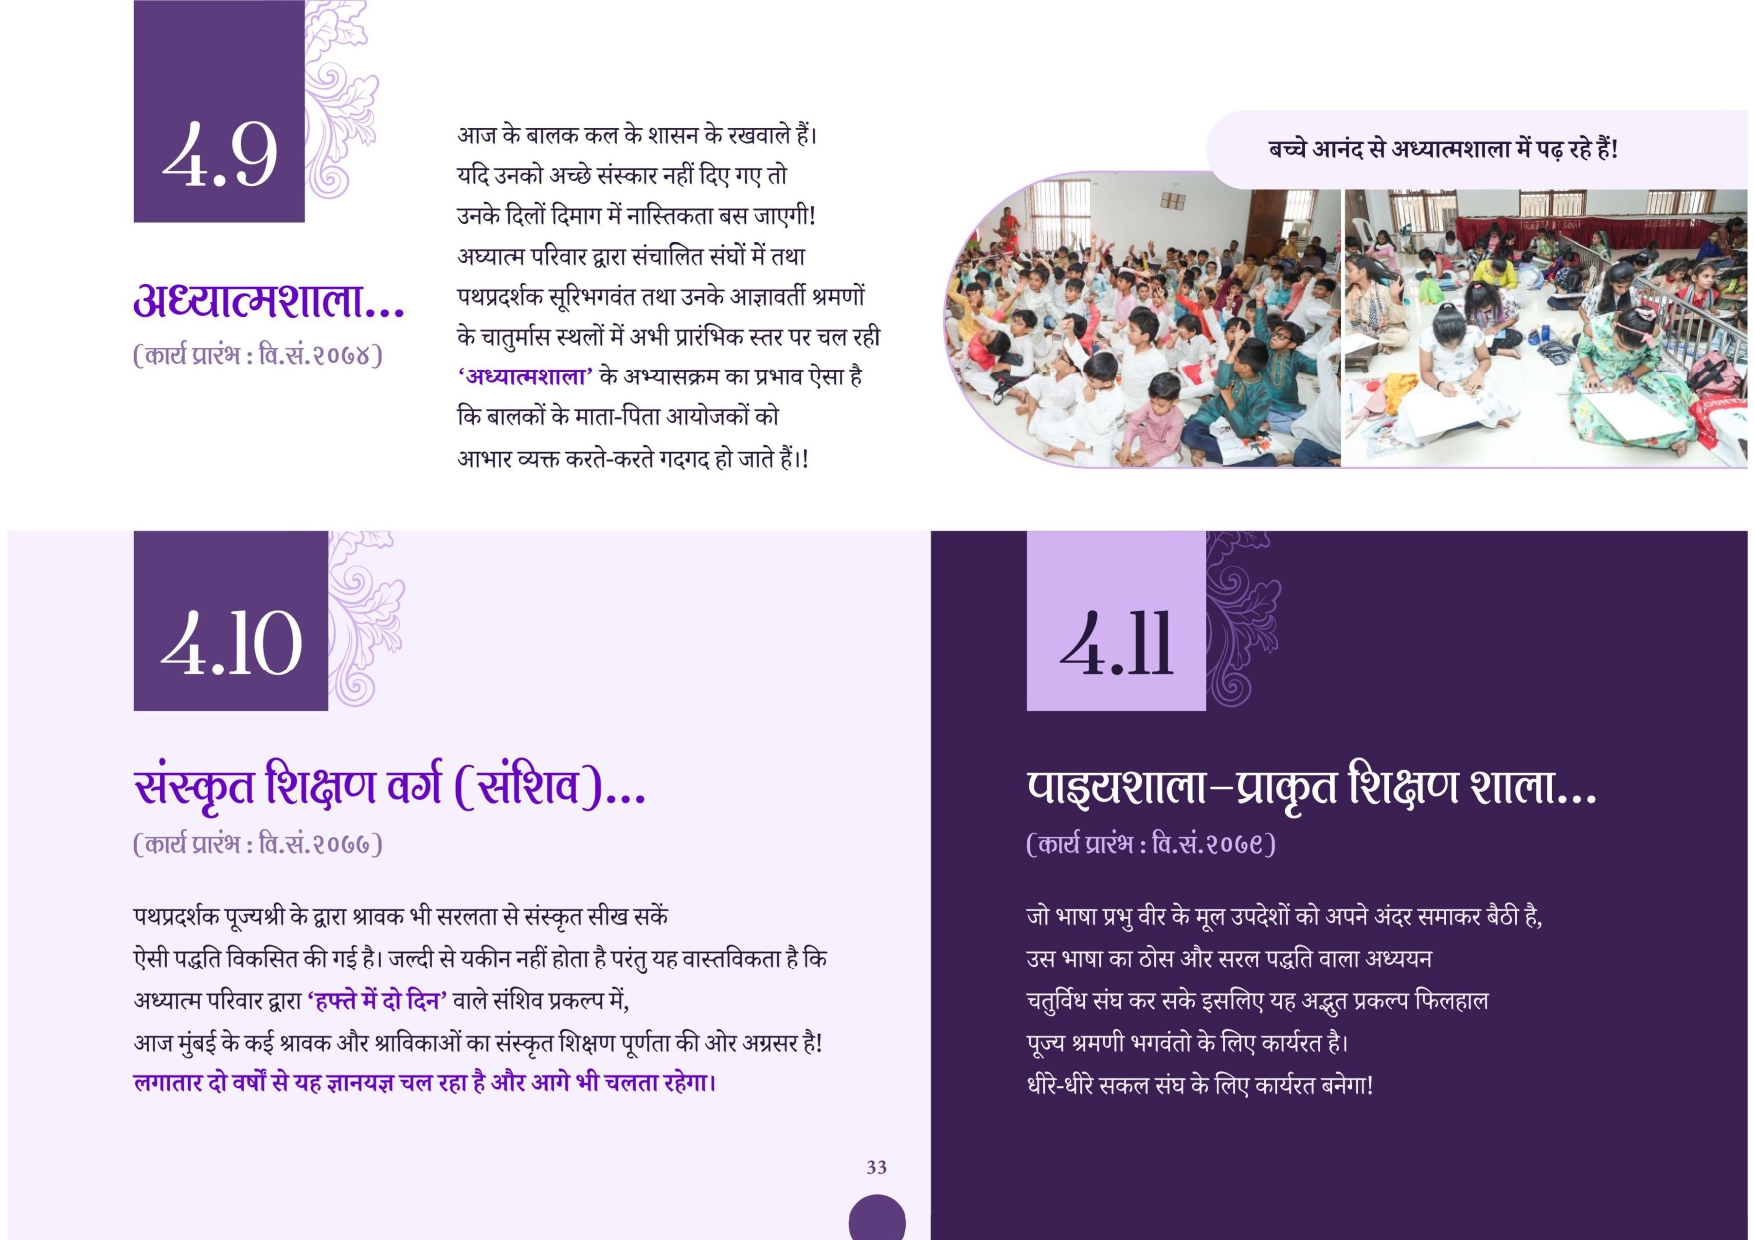 4.9
अध्यात्मशाला...
(कार्य प्रारंभ : वि.सं.२०७४)
आज के बालक कल के शासन के रखवाले हैं।
यदि उनको अच्छे संस्कार नहीं दिए गए तो
उनके दिलों दिमाग में नास्तिकता बस जाएगी!
अघ्यात्म परिवार द्वारा संचालित संघों में तथा
पथप्रदर्शक सूरिभगवंत तथा उनके आज्ञावर्ती श्रमणों
के चातुर्मास स्थलों में अभी प्रारंभिक स्तर पर चल रही
‘अध्यात्मशाला’ के अभ्यासक्रम का प्रभाव ऐसा है
कि बालकों के माता-पिता आयोजकों को
आभार व्यक्त करते-करते गदगद हो जाते हैं।!
बच्चे आनंद से अध्यात्मशाला में पढ़ रहे हैं!
4.10
संस्कृत शिक्षण वर्ग (संशिव)...
(कार्य प्रारंभ : वि.सं.२०७७)
पथप्रदर्शक पूज्यश्री के द्वारा श्रावक भी सरलता से संस्कृत सीख सकें
ऐसी पद्धति विकसित की गई है। जल्दी से यकीन नहीं होता है परंतु यह वास्तविकता है कि
अध्यात्म परिवार द्वारा ‘हफ्ते में दो दिन’ वाले संशिव प्रकल्प में,
आज मुंबई के कई श्रावक और श्राविकाओं का संस्कृत शिक्षण पूर्णता की ओर अग्रसर है!
लगातार दो वर्षों से यह ज्ञानयज्ञ चल रहा है और आगे भी चलता रहेगा।
4.11
पाइयशाला-प्राकृत शिक्षण शाला...
(कार्य प्रारंभ : वि.सं.२०७९)
जो भाषा प्रभु वीर के मूल उपदेशों को अपने अंदर समाकर बैठी है,
उस भाषा का ठोस और सरल पद्धति वाला अध्ययन
चतुर्विध संघ कर सके इसलिए यह अद्भुत प्रकल्प फिलहाल
पूज्य श्रमणी भगवंतो के लिए कार्यरत है।
धीरे-धीरे सकल संघ के लिए कार्यरत बनेगा!
33